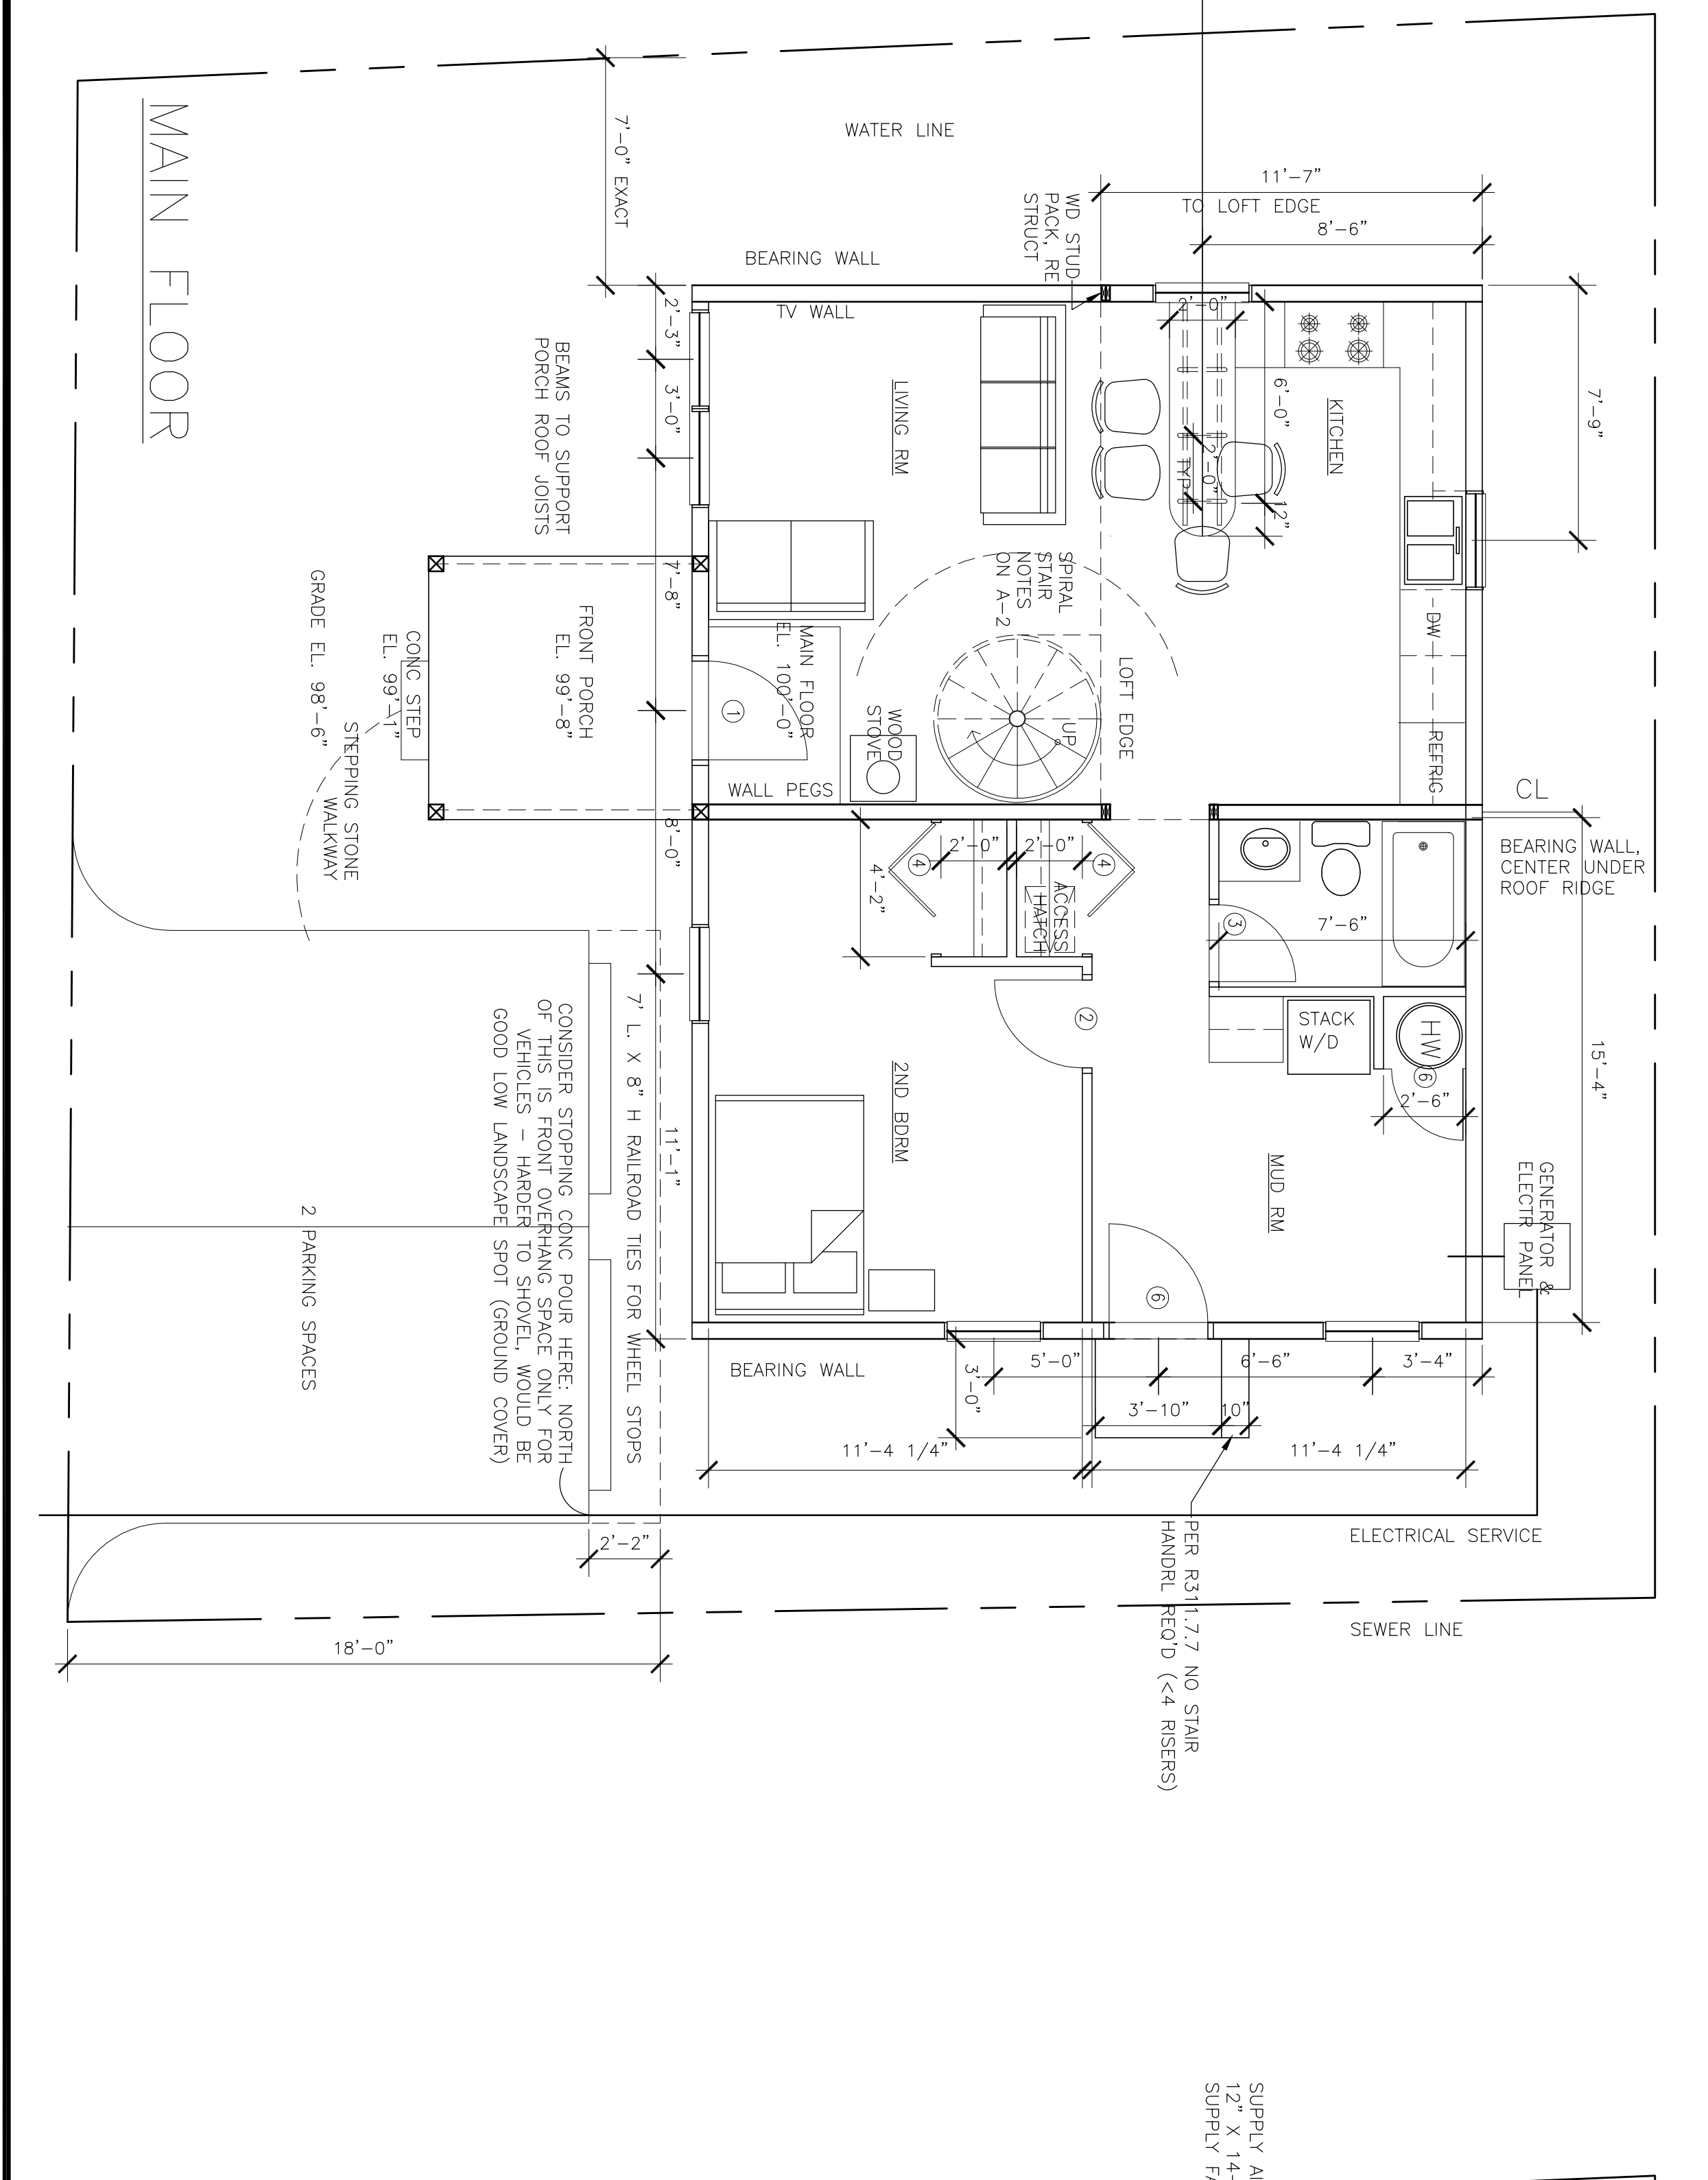 MAIN FLOOR
7'-0" EXACT
WATER LINE
11'-7"
TO LOFT EDGE
8'-6"
WD STUD
PACK, RE
STRUCT
BEARING WALL
TV WALL
2'-3"
3'-0"
7'-8"
8'-0"
11'-1"
BEAMS TO SUPPORT
PORCH ROOF JOISTS
LIVING RM
2'-0"
6'-0"
2'-0"
TYP
12"
KITCHEN
7'-9"
DW
REFRIG
SPIRAL
STAIR
NOTES
ON A-2
LOFT EDGE
UP
MAIN FLOOR
EL. 100'-0"
WOOD
STOVE
1
WALL PEGS
FRONT PORCH
EL. 99'-8"
CONC STEP
EL. 99'-1"
GRADE EL. 98'-6"
STEPPING STONE
WALKWAY
CL
BEARING WALL,
CENTER UNDER
ROOF RIDGE
4
2'-0"
2'-0"
4
4'-2"
ACCESS
HATCH
3
7'-6"
2
STACK
W/D
HW
6
2'-6"
15'-4"
2ND BDRM
MUD RM
GENERATOR &
ELECTR PANEL
6
7' L. X 8" H RAILROAD TIES FOR WHEEL STOPS
CONSIDER STOPPING CONC POUR HERE: NORTH
OF THIS IS FRONT OVERHANG SPACE ONLY FOR
VEHICLES - HARDER TO SHOVEL, WOULD BE
GOOD LOW LANDSCAPE SPOT (GROUND COVER)
2 PARKING SPACES
BEARING WALL
3'-0"
5'-0"
6'-6"
3'-4"
3'-10"
10"
11'-4 1/4"
11'-4 1/4"
PER R311.7.7 NO STAIR
HANDRL REQ'D (<4 RISERS)
ELECTRICAL SERVICE
2'-2"
SEWER LINE
18'-0"
12" X 14-